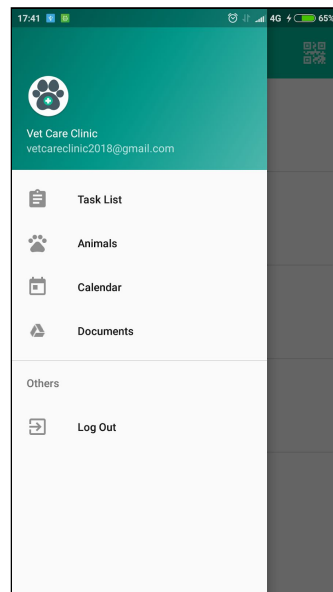 17:41 4G 65%
Vet Care Clinic
vetcareclinic2018@gmail.com
Task List
Animals
Calendar
Documents
Others
Log Out